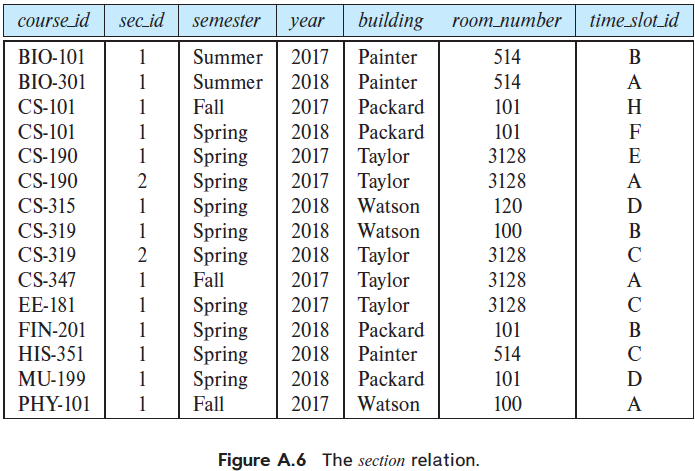 course_id sec_id semester year building room_number time_slot_id
BIO-101 1 Summer 2017 Painter 514 B
BIO-301 1 Summer 2018 Painter 514 A
CS-101 1 Fall 2017 Packard 101 H
CS-101 1 Spring 2018 Packard 101 F
CS-190 1 Spring 2017 Taylor 3128 E
CS-190 2 Spring 2017 Taylor 3128 A
CS-315 1 Spring 2018 Watson 120 D
CS-319 1 Spring 2018 Watson 100 B
CS-319 2 Spring 2018 Taylor 3128 C
CS-347 1 Fall 2017 Taylor 3128 A
EE-181 1 Spring 2017 Taylor 3128 C
FIN-201 1 Spring 2018 Packard 101 B
HIS-351 1 Spring 2018 Painter 514 C
MU-199 1 Spring 2018 Packard 101 D
PHY-101 1 Fall 2017 Watson 100 A
Figure A.6 The section relation.